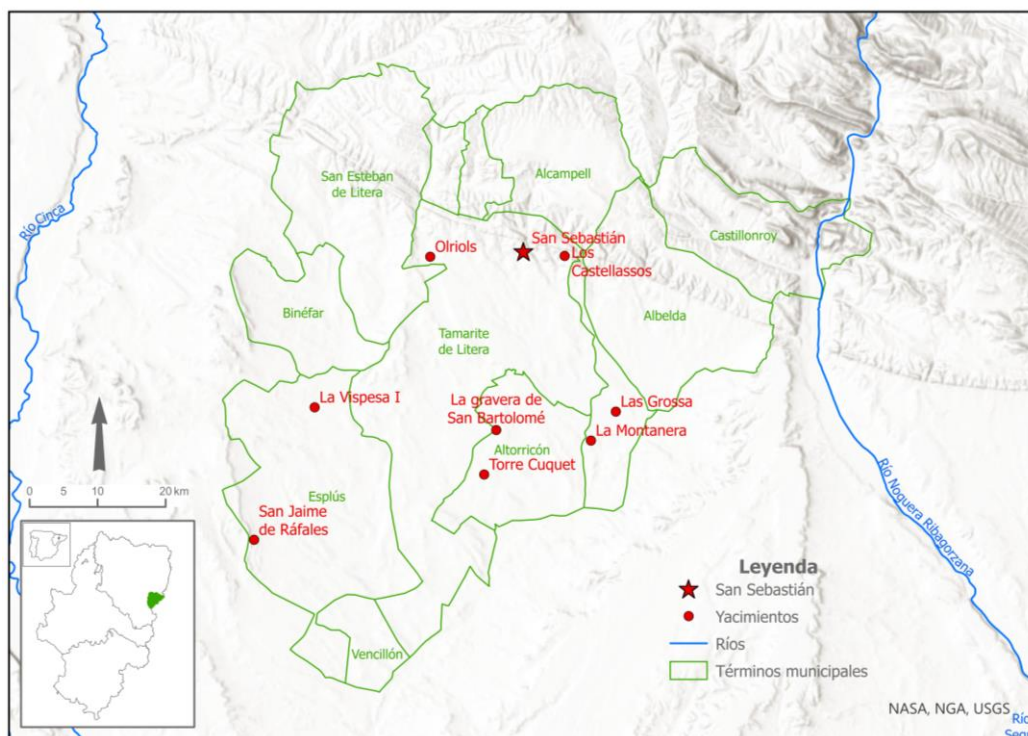 San Esteban
de Litera
Alcampell
Río Cinca
Castillonroy
Olriols
San Sebastián
Los
Castellassos
Binéfar
Albelda
Tamarite
de Litera
La Vispesa I
La gravera de
San Bartolomé
Las Grossa
La Montanera
Altorricón
Torre Cuquet
Río Noguera Ribagorzana
Esplús
San Jaime
de Ráfales
0 5 10 20 km
Vencillón
Leyenda
San Sebastián
Yacimientos
Ríos
Términos municipales
NASA, NGA, USGS
Río